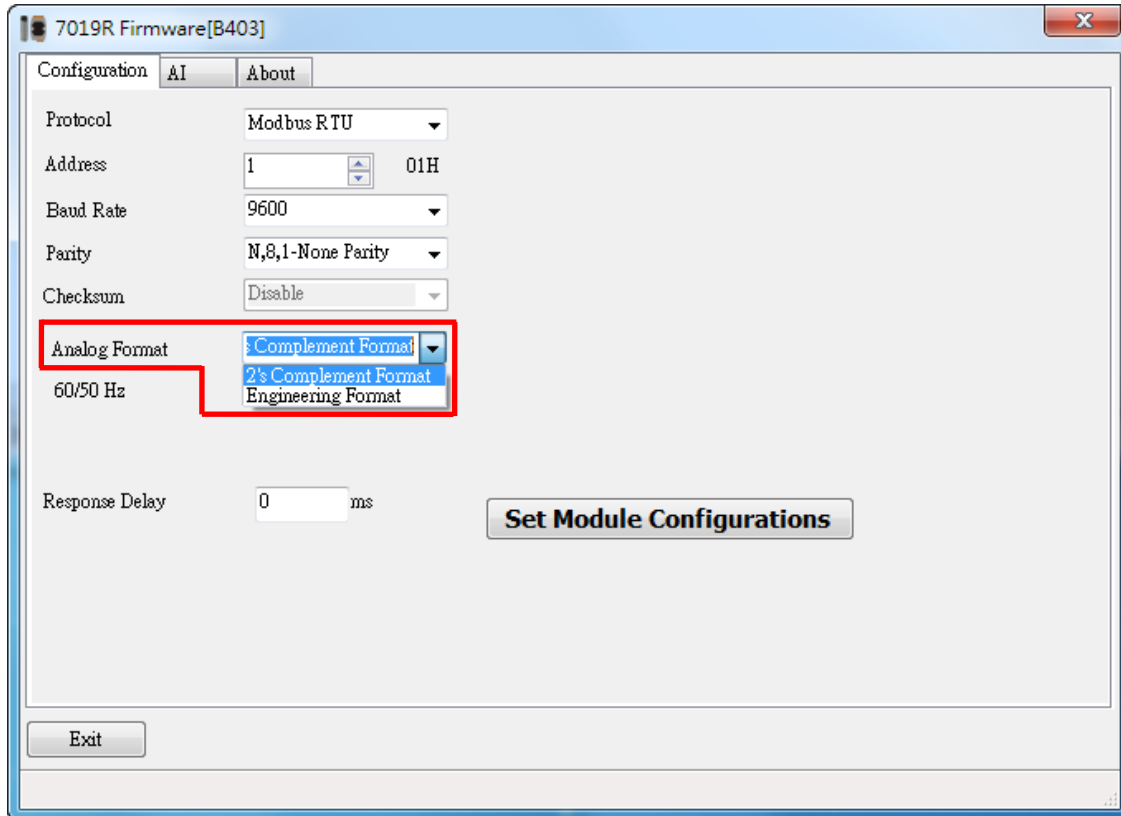 7019R Firmware[B403]
Configuration AI About
Protocol Modbus RTU
Address 1 01H
Baud Rate 9600
Parity N,8,1-None Parity
Checksum Disable
Analog Format s Complement Format
2's Complement Format
60/50 Hz Engineering Format
Response Delay 0 ms
Set Module Configurations
Exit